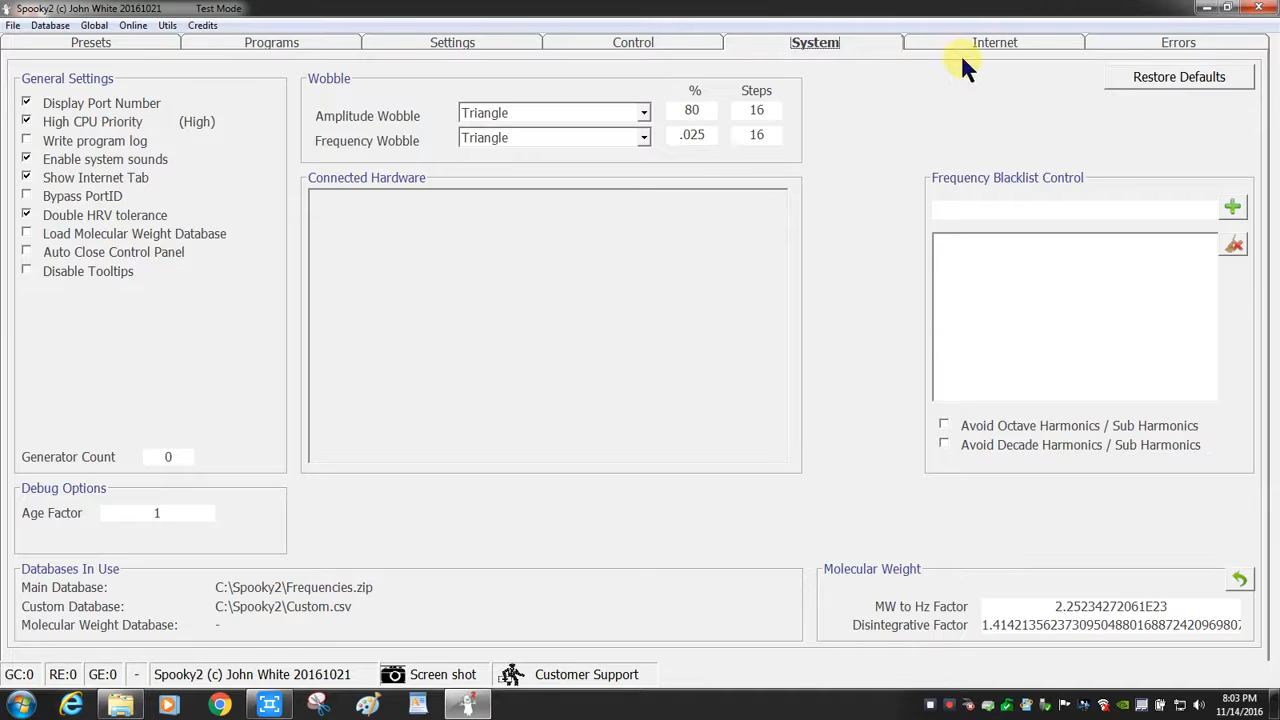 Spooky2 (c) John White 20161021 Test Mode
File Database Global Online Utils Credits
Presets Programs Settings Control System Internet Errors
General Settings
Display Port Number
High CPU Priority (High)
Write program log
Enable system sounds
Show Internet Tab
Bypass PortID
Double HRV tolerance
Load Molecular Weight Database
Auto Close Control Panel
Disable Tooltips
Generator Count 0
Debug Options
Age Factor 1
Wobble
% Steps
Amplitude Wobble Triangle 80 16
Frequency Wobble Triangle .025 16
Connected Hardware
Restore Defaults
Frequency Blacklist Control
Avoid Octave Harmonics / Sub Harmonics
Avoid Decade Harmonics / Sub Harmonics
Databases In Use
Main Database: C:\Spooky2\Frequencies.zip
Custom Database: C:\Spooky2\Custom.csv
Molecular Weight Database: -
Molecular Weight
MW to Hz Factor 2.25234272061E23
Disintegrative Factor 1.41421356237309504880168872420969807
GC:0 RE:0 GE:0 - Spooky2 (c) John White 20161021 Screen shot Customer Support
8:03 PM
11/14/2016